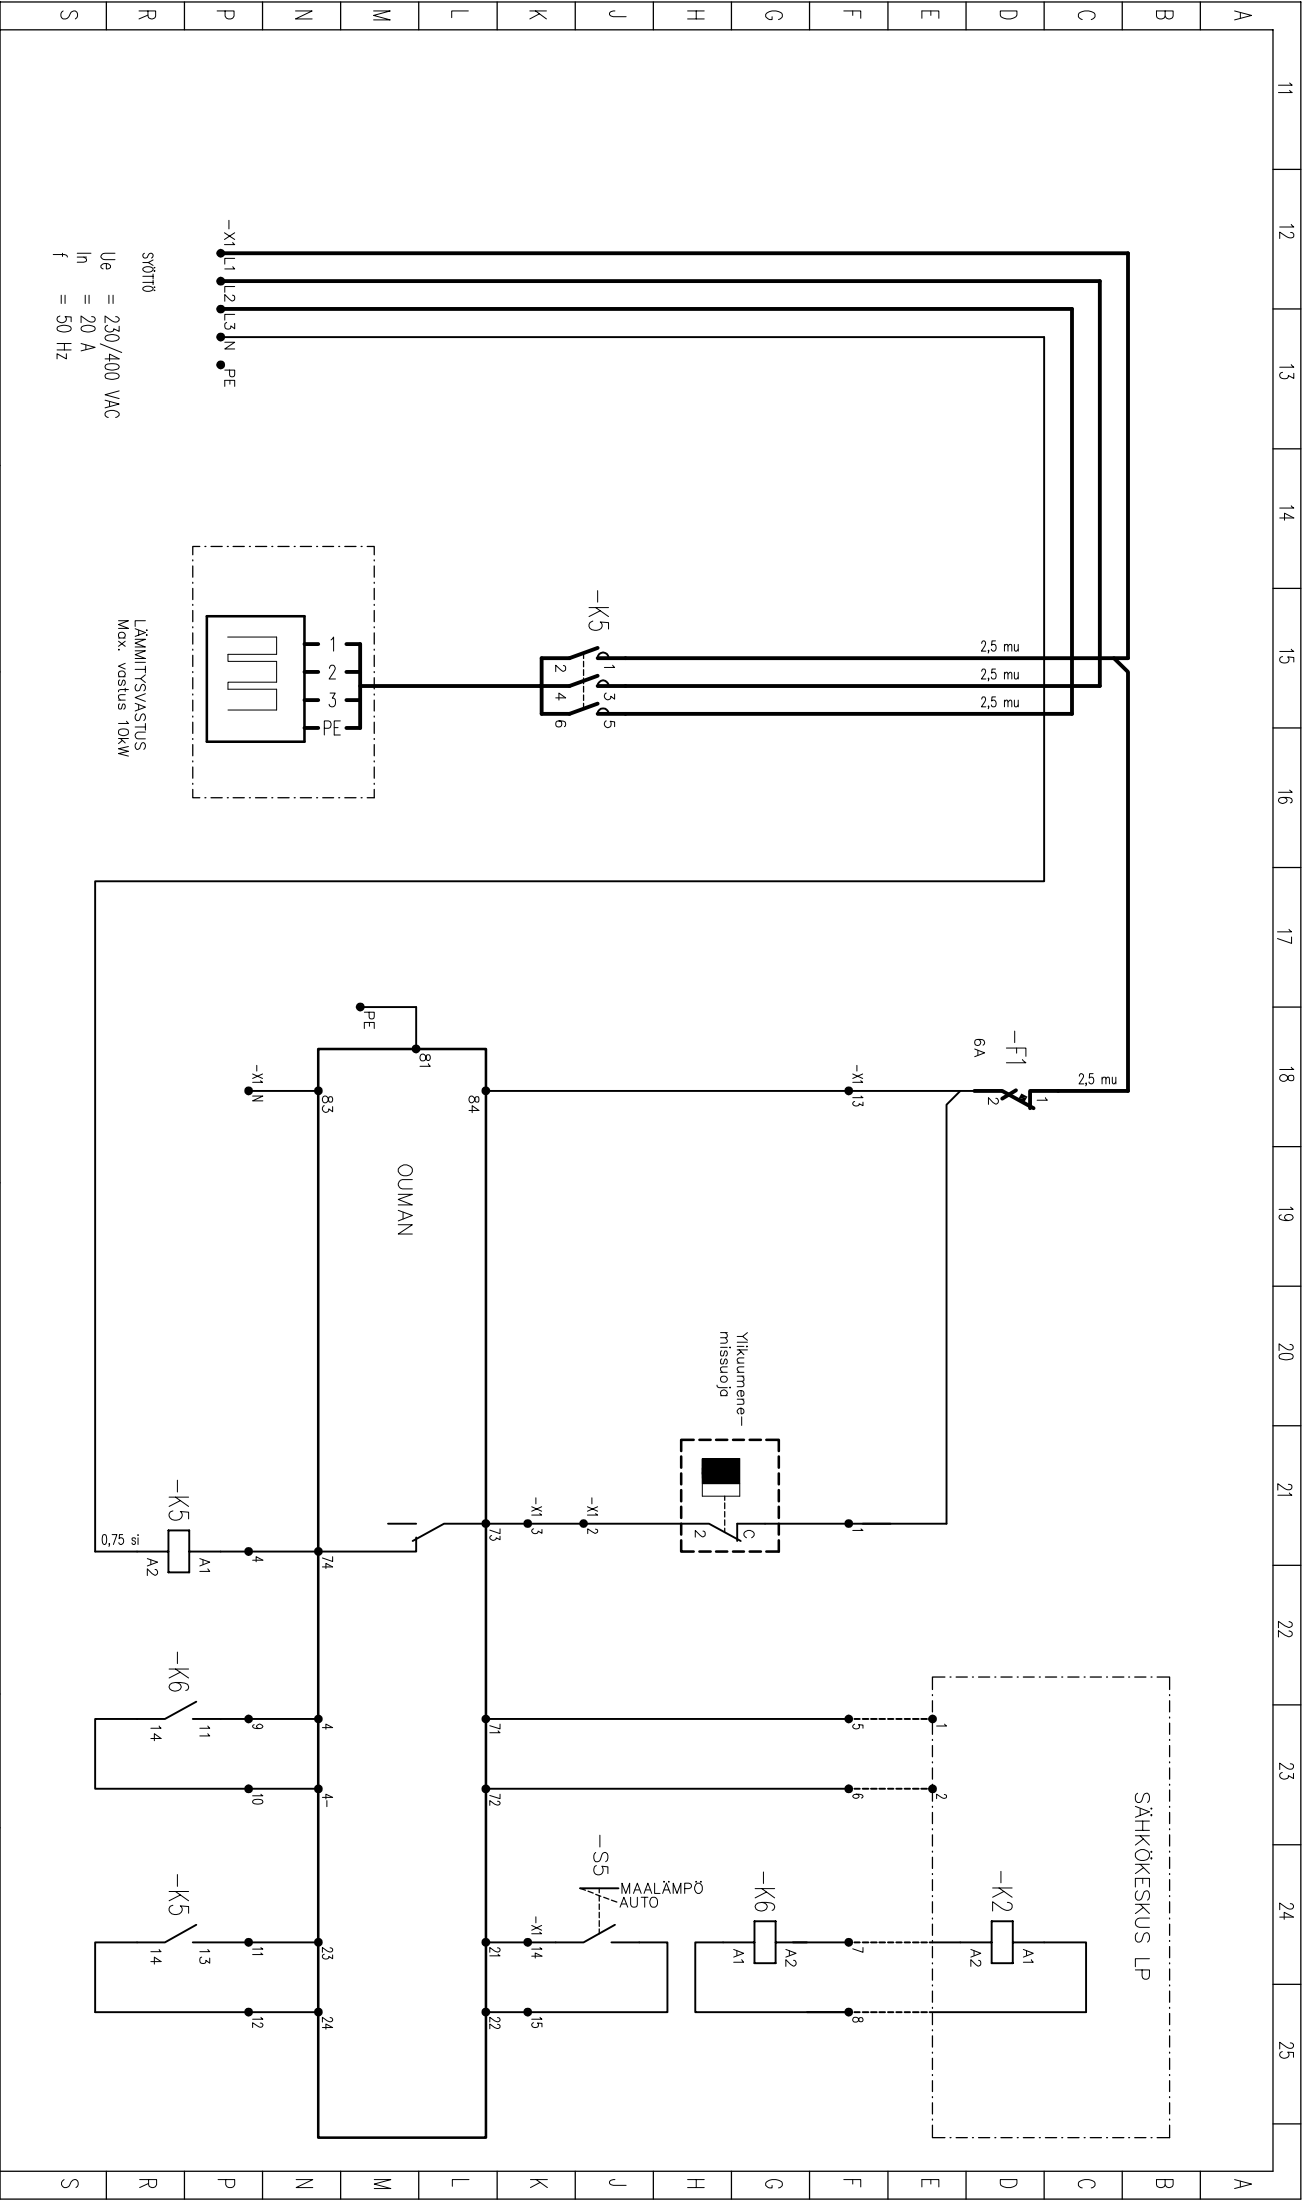 11 12 13 14 15 16 17 18 19 20 21 22 23 24 25
A A
B B
C C
D D
E E
F F
G G
H H
J J
K K
L L
M M
N N
P P
R R
S S
SÄHKÖKESKUS LP
2,5 mu
2,5 mu
2,5 mu
2,5 mu
-F1
6A
1
2
-K2
A1
A2
1
2
-X1 13
1
5
6
7
8
Ylikuumene-
missuoja
C
2
-K6
A2
A1
-K5
1 3 5
2 4 6
-S5
MAALÄMPÖ
AUTO
-X1 2
-X1 3
-X1 14
15
84
73
71
72
21
22
81
PE
OUMAN
83
74
4
4-
23
24
1
2
3
PE
LÄMMITYSVASTUS
Max. vastus 10kW
-X1 L1 L2 L3 N PE
-X1 N
4
9
10
11
12
-K5
A1
A2
0,75 si
-K6
11
14
-K5
13
14
SYÖTTÖ
Ue = 230/400 VAC
In = 20 A
f = 50 Hz